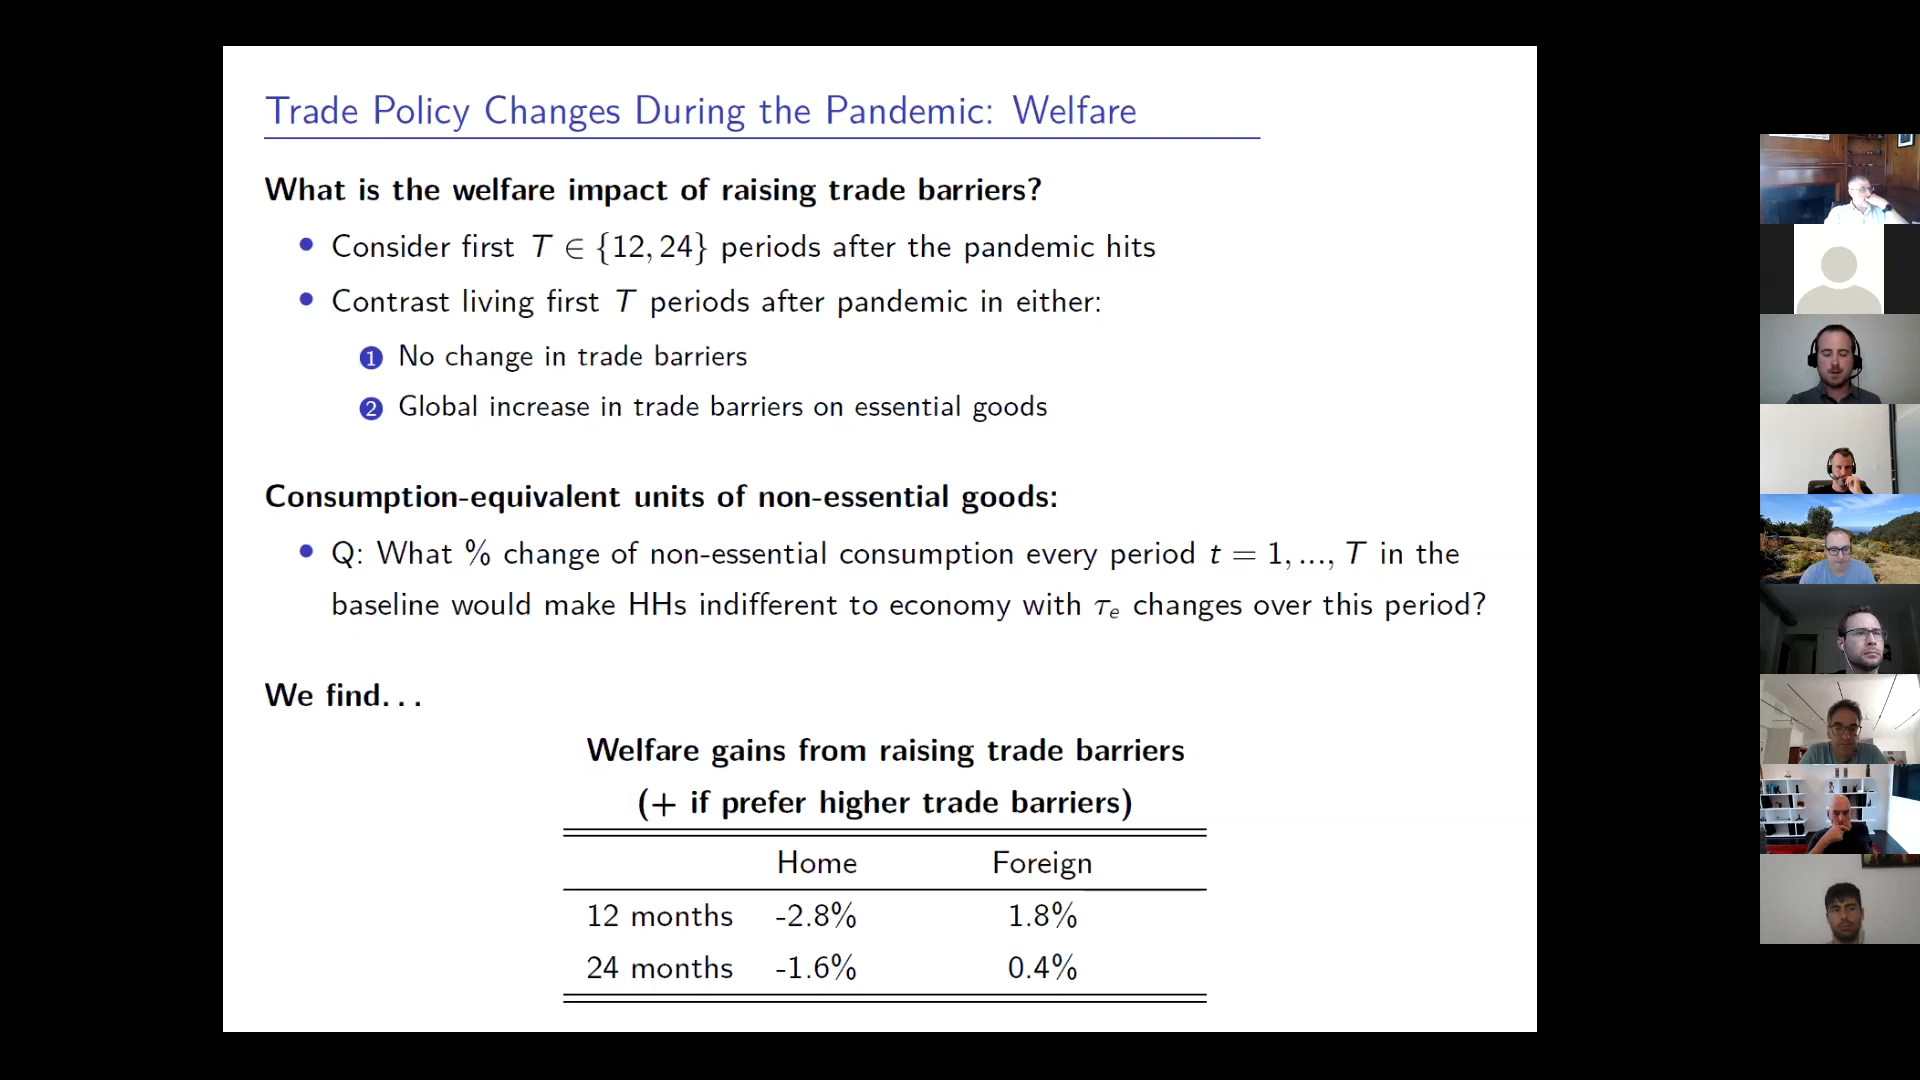 Trade Policy Changes During the Pandemic: Welfare
What is the welfare impact of raising trade barriers?
• Consider first T ∈ {12, 24} periods after the pandemic hits
• Contrast living first T periods after pandemic in either:
1 No change in trade barriers
2 Global increase in trade barriers on essential goods
Consumption-equivalent units of non-essential goods:
• Q: What % change of non-essential consumption every period t = 1, ..., T in the
baseline would make HHs indifferent to economy with τₑ changes over this period?
We find. . .
Welfare gains from raising trade barriers
(+ if prefer higher trade barriers)
Home Foreign
12 months -2.8% 1.8%
24 months -1.6% 0.4%